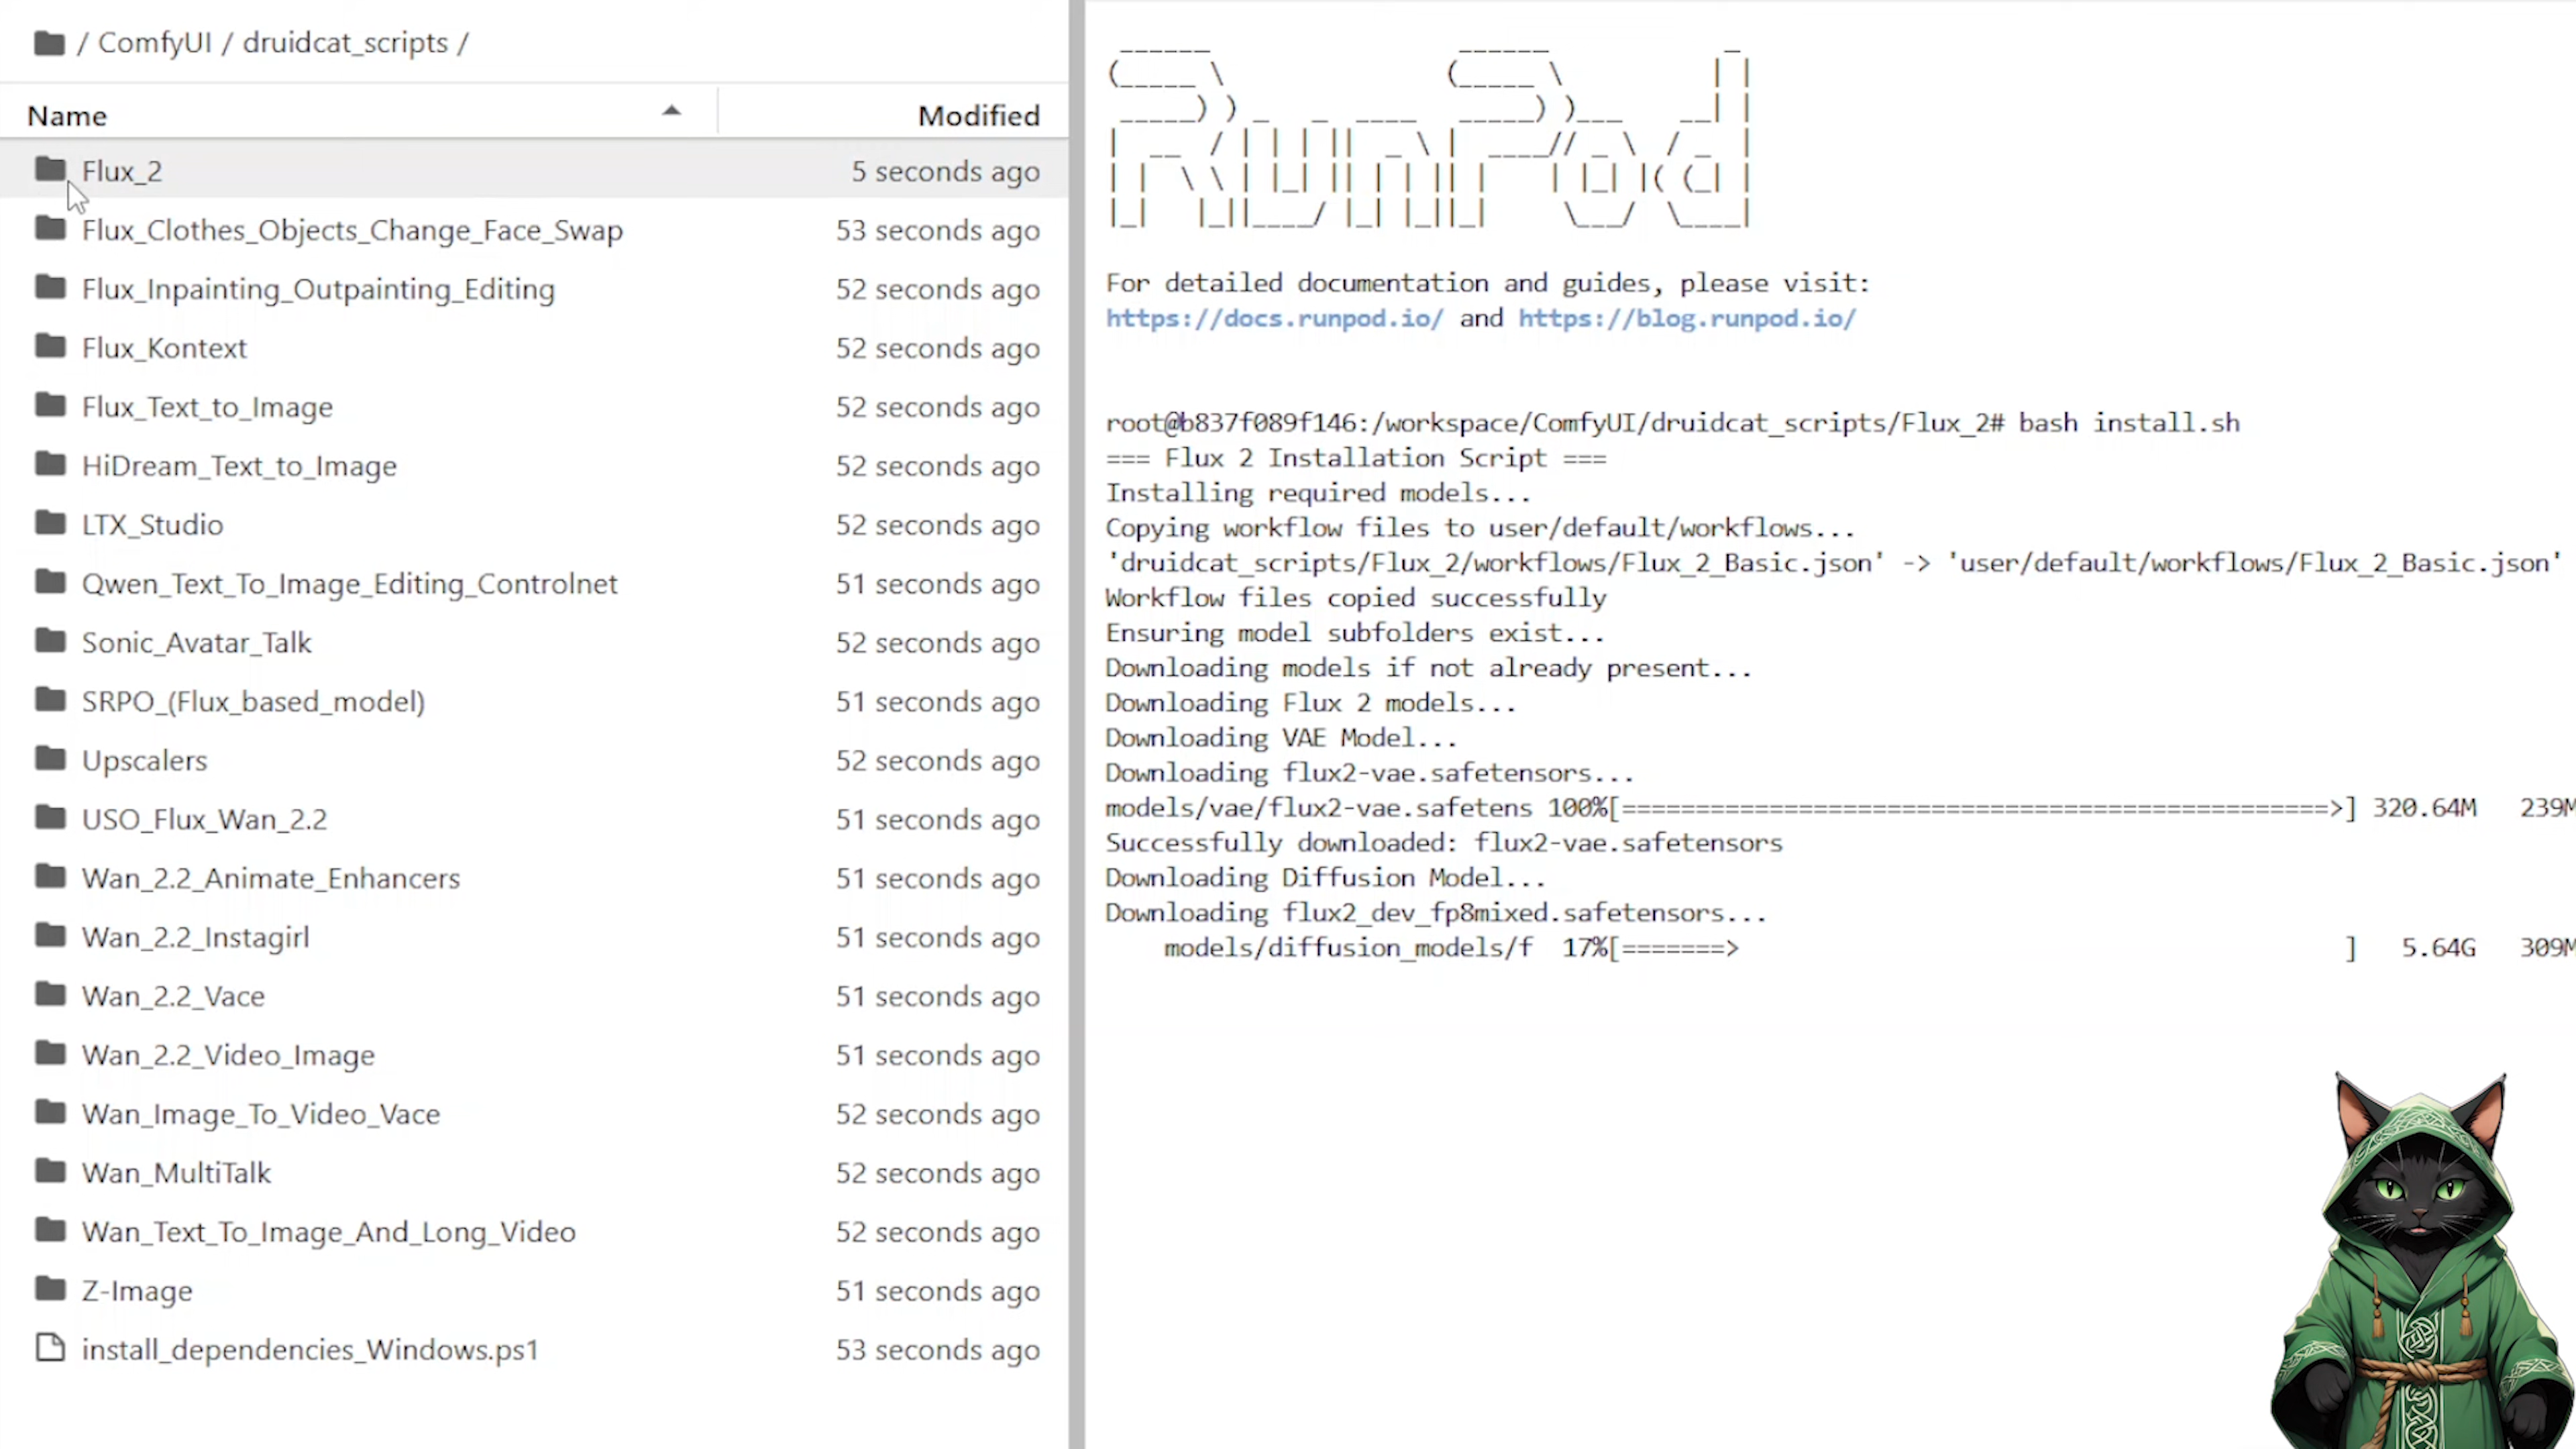 / ComfyUI / druidcat_scripts /
Name Modified
Flux_2 5 seconds ago
Flux_Clothes_Objects_Change_Face_Swap 53 seconds ago
Flux_Inpainting_Outpainting_Editing 52 seconds ago
Flux_Kontext 52 seconds ago
Flux_Text_to_Image 52 seconds ago
HiDream_Text_to_Image 52 seconds ago
LTX_Studio 52 seconds ago
Qwen_Text_To_Image_Editing_Controlnet 51 seconds ago
Sonic_Avatar_Talk 52 seconds ago
SRPO_(Flux_based_model) 51 seconds ago
Upscalers 52 seconds ago
USO_Flux_Wan_2.2 51 seconds ago
Wan_2.2_Animate_Enhancers 51 seconds ago
Wan_2.2_Instagirl 51 seconds ago
Wan_2.2_Vace 51 seconds ago
Wan_2.2_Video_Image 51 seconds ago
Wan_Image_To_Video_Vace 52 seconds ago
Wan_MultiTalk 52 seconds ago
Wan_Text_To_Image_And_Long_Video 52 seconds ago
Z-Image 51 seconds ago
install_dependencies_Windows.ps1 53 seconds ago
RunPod
For detailed documentation and guides, please visit:
https://docs.runpod.io/ and https://blog.runpod.io/
root@b837f089f146:/workspace/ComfyUI/druidcat_scripts/Flux_2# bash install.sh
=== Flux 2 Installation Script ===
Installing required models...
Copying workflow files to user/default/workflows...
'druidcat_scripts/Flux_2/workflows/Flux_2_Basic.json' -> 'user/default/workflows/Flux_2_Basic.json'
Workflow files copied successfully
Ensuring model subfolders exist...
Downloading models if not already present...
Downloading Flux 2 models...
Downloading VAE Model...
Downloading flux2-vae.safetensors...
models/vae/flux2-vae.safetens 100%[================================================>] 320.64M 239M
Successfully downloaded: flux2-vae.safetensors
Downloading Diffusion Model...
Downloading flux2_dev_fp8mixed.safetensors...
models/diffusion_models/f 17%[=======> ] 5.64G 309M